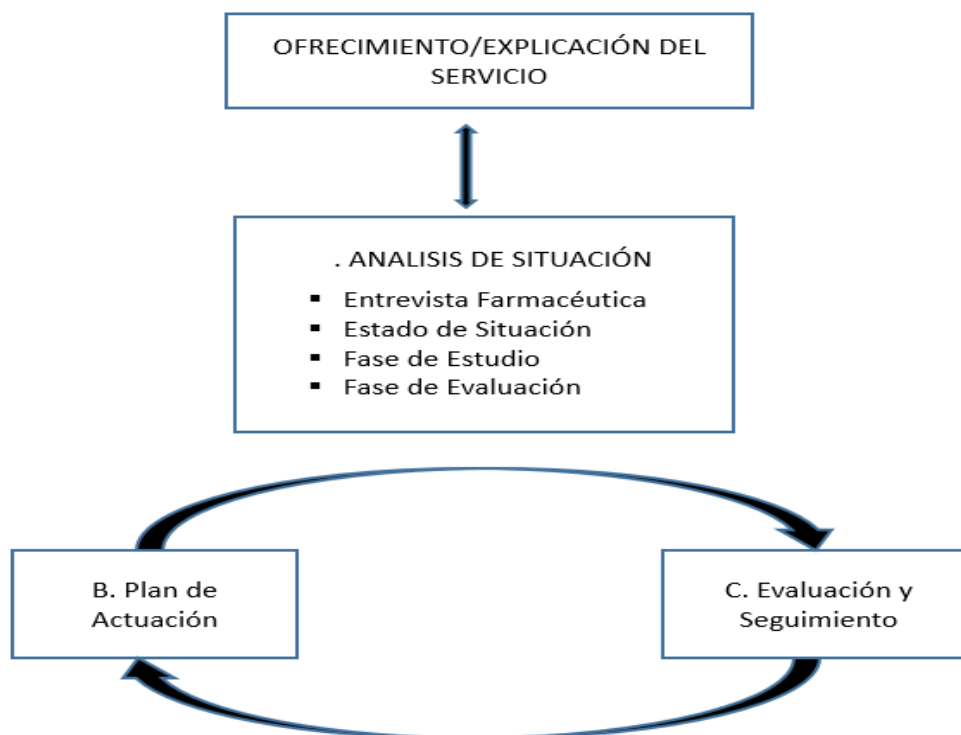 OFRECIMIENTO/EXPLICACIÓN DEL
SERVICIO
. ANALISIS DE SITUACIÓN
▪ Entrevista Farmacéutica
▪ Estado de Situación
▪ Fase de Estudio
▪ Fase de Evaluación
B. Plan de
Actuación
C. Evaluación y
Seguimiento